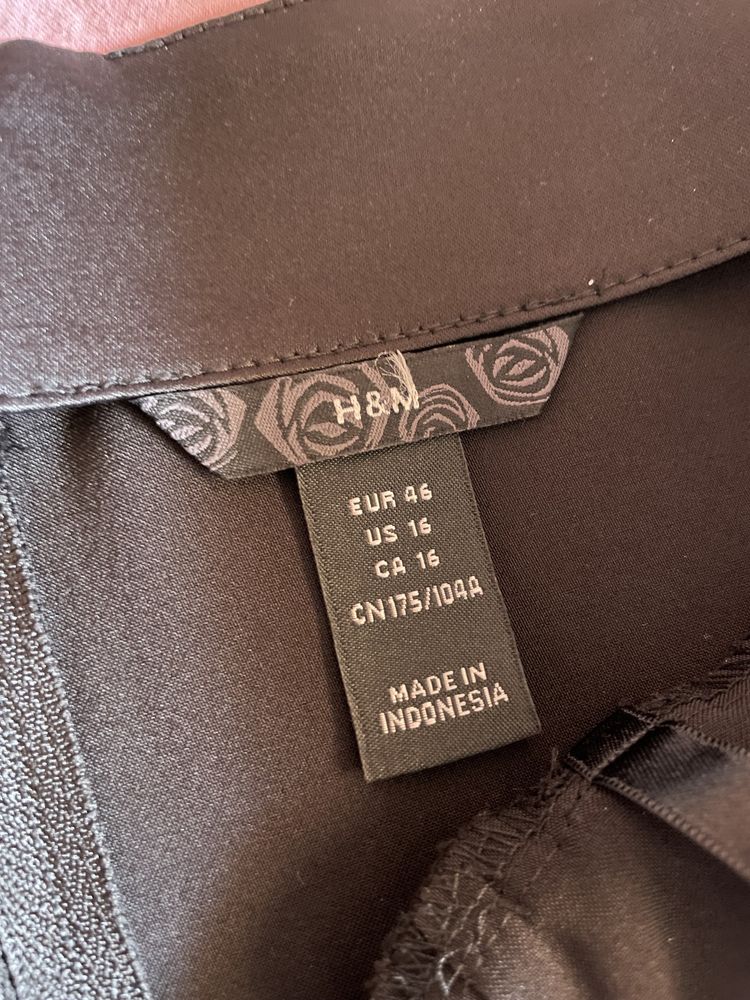 H&M
EUR 46
US 16
CA 16
CN175/104A
MADE IN
INDONESIA